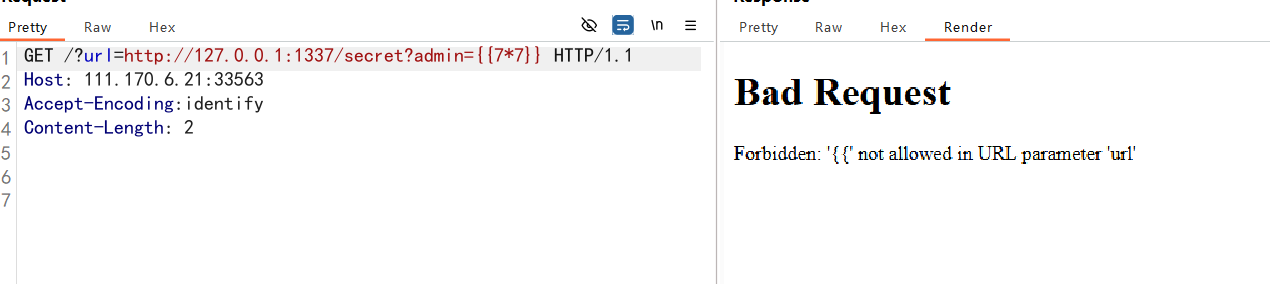 Request
Pretty Raw Hex \n
1 GET /?url=http://127.0.0.1:1337/secret?admin={{7*7}} HTTP/1.1
2 Host: 111.170.6.21:33563
3 Accept-Encoding:identify
4 Content-Length: 2
5
6
7
Response
Pretty Raw Hex Render
Bad Request
Forbidden: '{{' not allowed in URL parameter 'url'